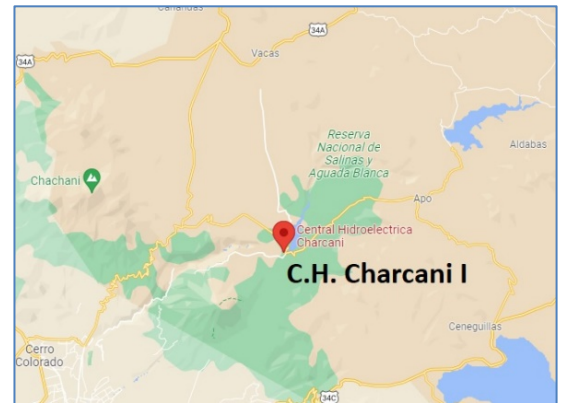 34A
Vacas
34A
Reserva
Nacional de
Salinas y
Aguada Blanca
Aldabas
Chachani
Apo
Central Hidroelectrica
Charcani
C.H. Charcani I
Ceneguillas
Cerro
Colorado
34C